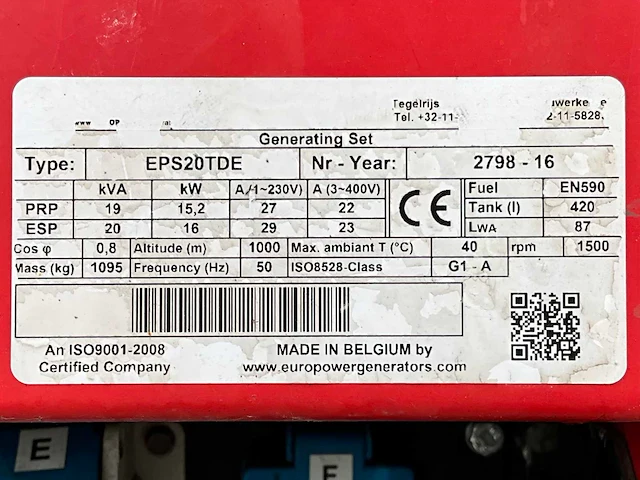 Tegelrijs
www OP Tel. +32-11-
Generating Set
Type: EPS20TDE Nr - Year: 2798 - 16
kVA kW A (1~230V) A (3~400V) CE Fuel EN590
PRP 19 15,2 27 22 Tank (l) 420
ESP 20 16 29 23 LWA 87
Cos φ 0,8 Altitude (m) 1000 Max. ambiant T (°C) 40 rpm 1500
Mass (kg) 1095 Frequency (Hz) 50 ISO8528-Class G1 - A
An ISO9001-2008 MADE IN BELGIUM by
Certified Company www.europowergenerators.com
E
E